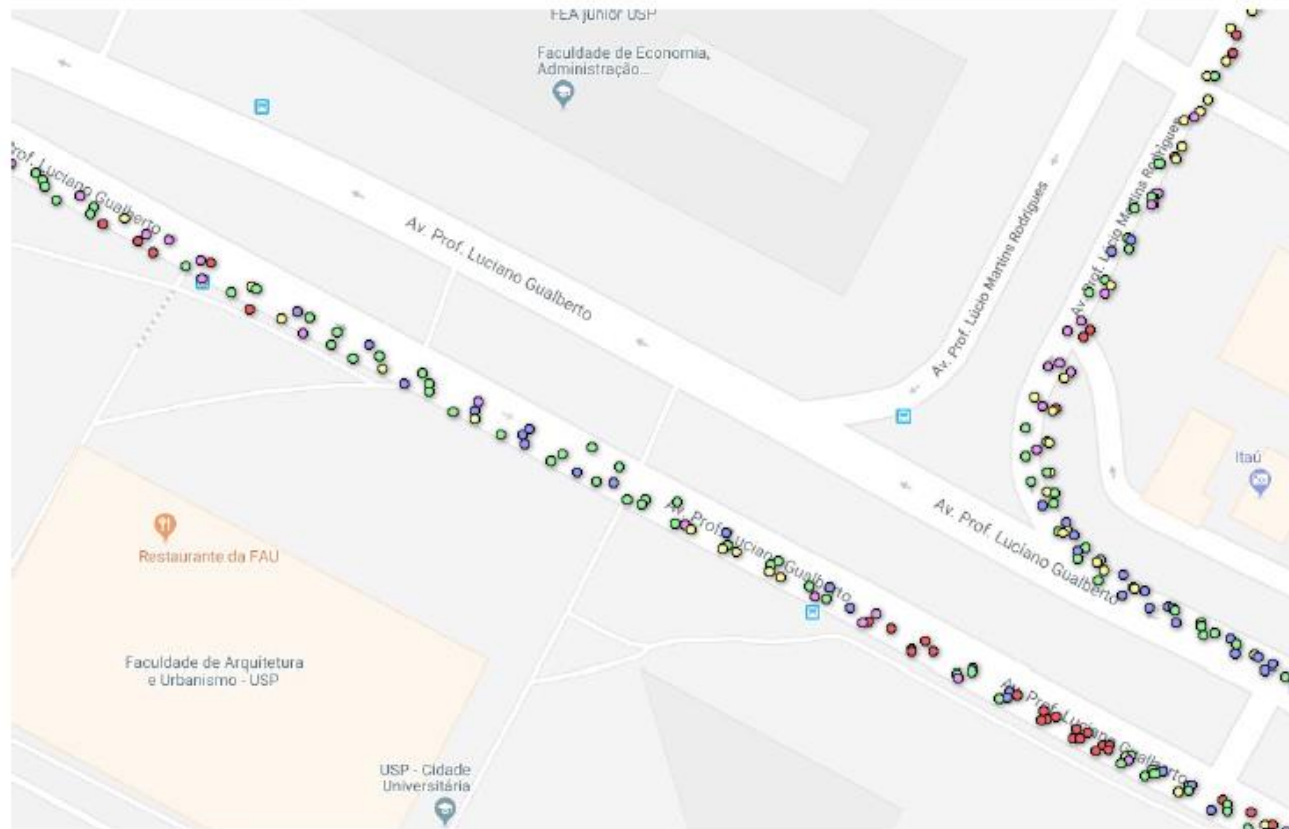 FEA júnior USP
Faculdade de Economia,
Administração...
Prof. Luciano Gualberto
Av. Prof. Luciano Gualberto
Av. Prof. Lúcio Martins Rodrigues
Av. Prof. Lúcio Martins Rodrigues
Itaú
Av. Prof. Luciano Gualberto
Av. Prof. Luciano Gualberto
Restaurante da FAU
Faculdade de Arquitetura
e Urbanismo - USP
Av. Prof. Luciano Gualberto
USP - Cidade
Universitária